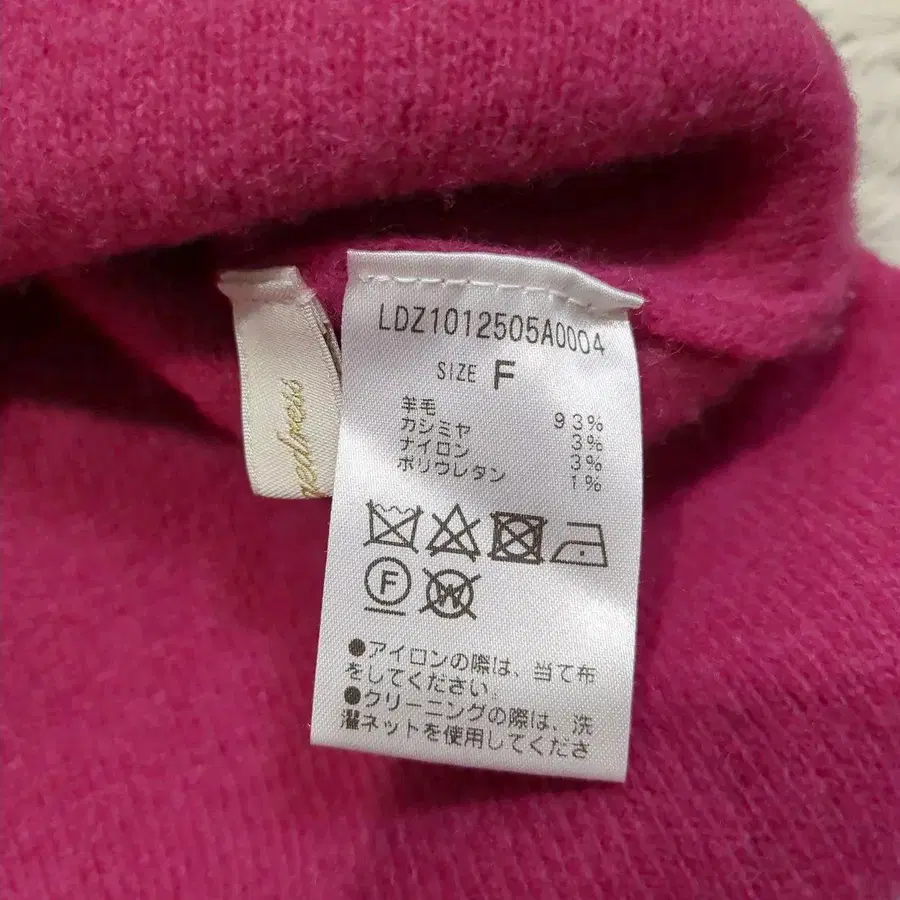 LDZ1012505A0004
SIZE F
羊毛 93%
カシミヤ 3%
ナイロン 3%
ポリウレタン 1%
F
W
●アイロンの際は、当て布
をしてください。
●クリーニングの際は、洗
濯ネットを使用してくださ